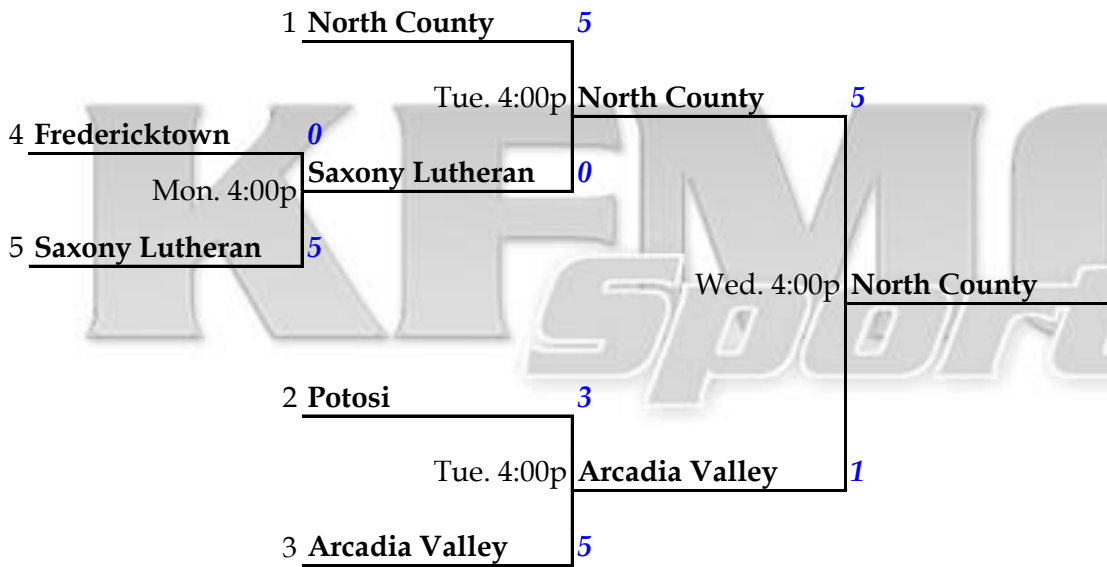 1 North County 5
Tue. 4:00p North County 5
4 Fredericktown 0
Saxony Lutheran 0
Mon. 4:00p
5 Saxony Lutheran 5
Wed. 4:00p North County
2 Potosi 3
Tue. 4:00p Arcadia Valley 1
3 Arcadia Valley 5
KFMO
Sport